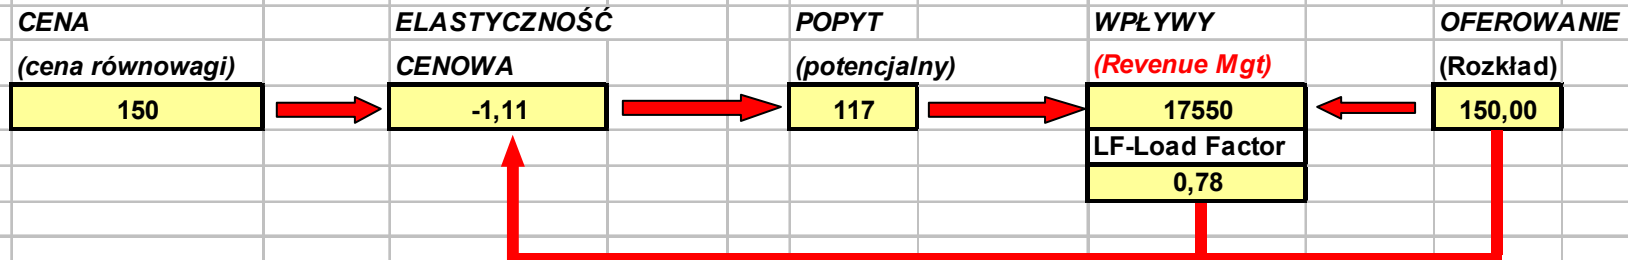 CENA ELASTYCZNOŚĆ POPYT WPŁYWY OFEROWANIE
(cena równowagi) CENOWA (potencjalny) (Revenue Mgt) (Rozkład)
150 -1,11 117 17550 150,00
LF-Load Factor
0,78